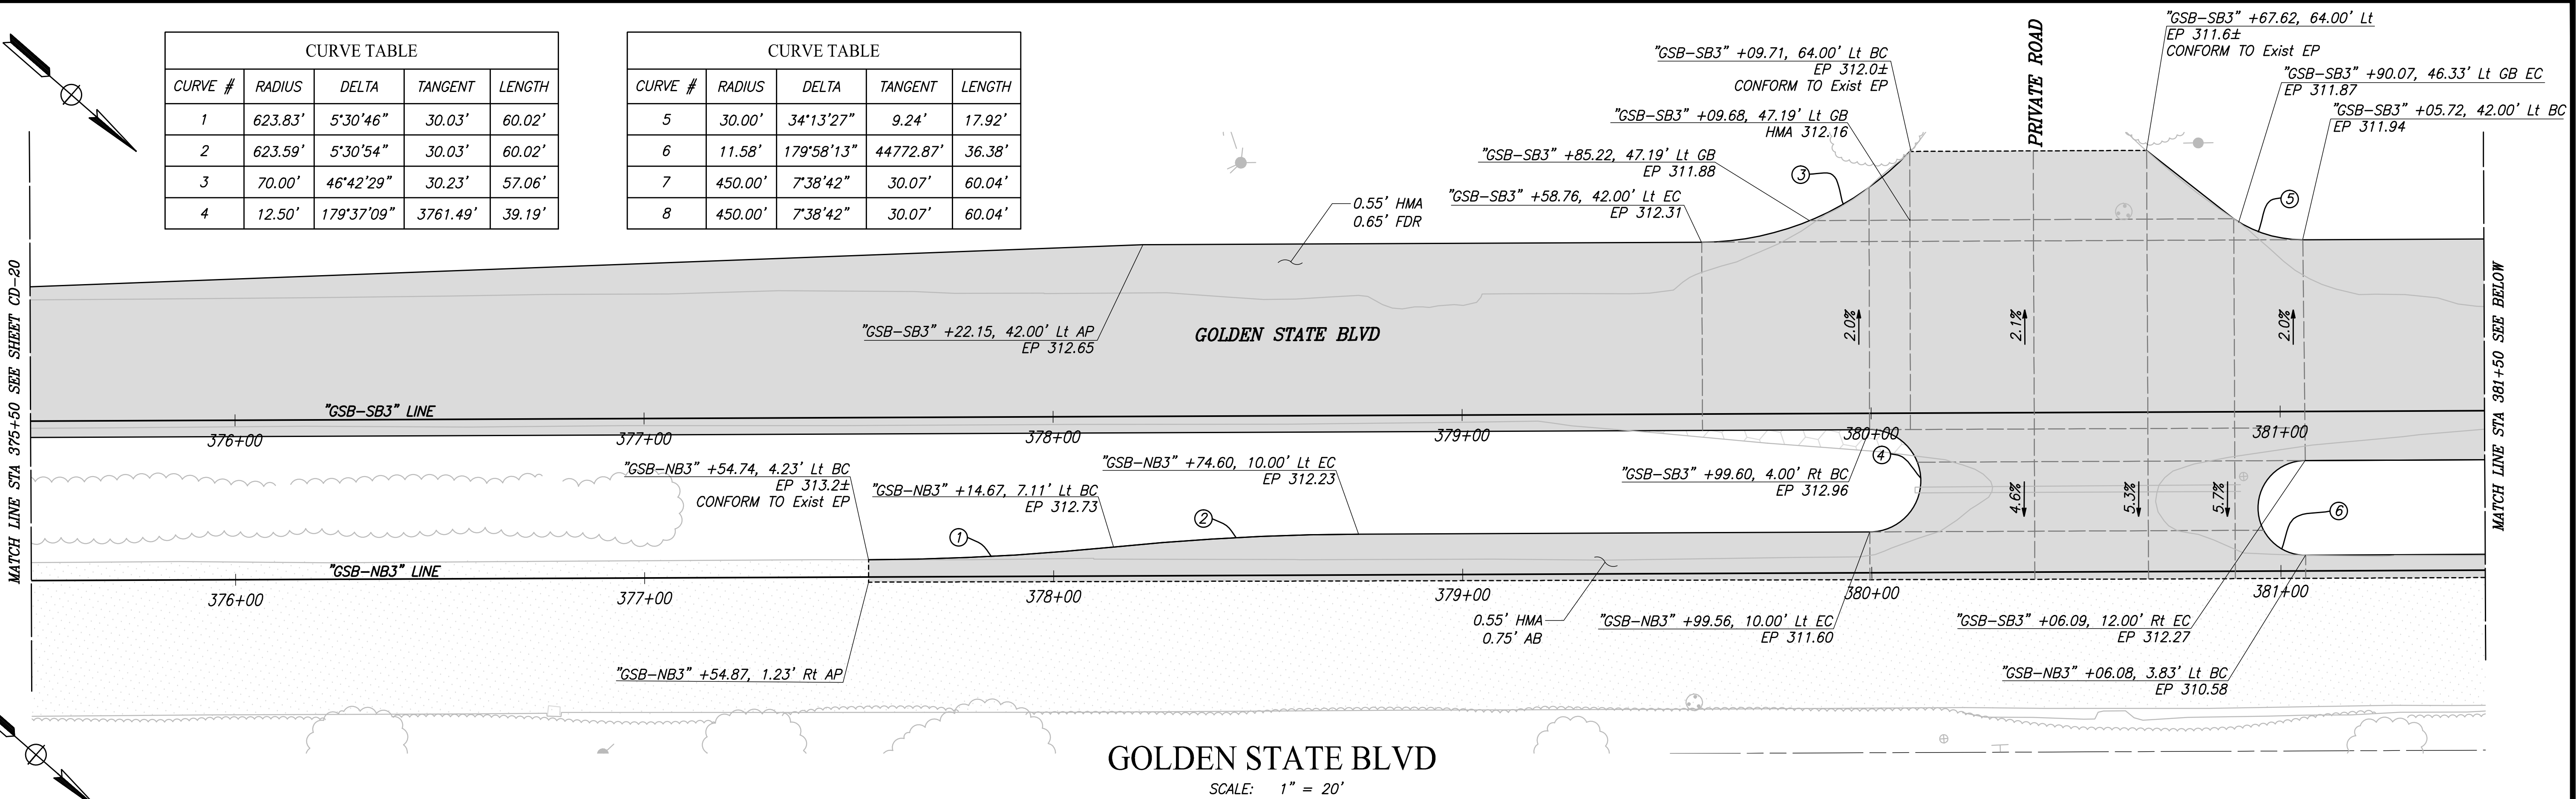 CURVE TABLE
CURVE # RADIUS DELTA TANGENT LENGTH
1 623.83' 5°30'46" 30.03' 60.02'
2 623.59' 5°30'54" 30.03' 60.02'
3 70.00' 46°42'29" 30.23' 57.06'
4 12.50' 179°37'09" 3761.49' 39.19'
CURVE TABLE
CURVE # RADIUS DELTA TANGENT LENGTH
5 30.00' 34°13'27" 9.24' 17.92'
6 11.58' 179°58'13" 44772.87' 36.38'
7 450.00' 7°38'42" 30.07' 60.04'
8 450.00' 7°38'42" 30.07' 60.04'
"GSB-SB3" +09.71, 64.00' Lt BC
EP 312.0±
CONFORM TO Exist EP
"GSB-SB3" +09.68, 47.19' Lt GB
HMA 312.16
"GSB-SB3" +85.22, 47.19' Lt GB
EP 311.88
"GSB-SB3" +58.76, 42.00' Lt EC
EP 312.31
PRIVATE ROAD
"GSB-SB3" +67.62, 64.00' Lt
EP 311.6±
CONFORM TO Exist EP
"GSB-SB3" +90.07, 46.33' Lt GB EC
EP 311.87
"GSB-SB3" +05.72, 42.00' Lt BC
EP 311.94
3
5
0.55' HMA
0.65' FDR
MATCH LINE STA 375+50 SEE SHEET CD-20
"GSB-SB3" +22.15, 42.00' Lt AP
EP 312.65
GOLDEN STATE BLVD
2.0%
2.1%
2.0%
MATCH LINE STA 381+50 SEE BELOW
"GSB-SB3" LINE
376+00
377+00
378+00
379+00
380+00
381+00
"GSB-NB3" +54.74, 4.23' Lt BC
EP 313.2±
CONFORM TO Exist EP
"GSB-NB3" +14.67, 7.11' Lt BC
EP 312.73
"GSB-NB3" +74.60, 10.00' Lt EC
EP 312.23
"GSB-SB3" +99.60, 4.00' Rt BC
EP 312.96
4
4.6%
5.3%
5.7%
6
1
2
"GSB-NB3" LINE
376+00
377+00
378+00
379+00
380+00
381+00
0.55' HMA
0.75' AB
"GSB-NB3" +99.56, 10.00' Lt EC
EP 311.60
"GSB-SB3" +06.09, 12.00' Rt EC
EP 312.27
"GSB-NB3" +54.87, 1.23' Rt AP
"GSB-NB3" +06.08, 3.83' Lt BC
EP 310.58
GOLDEN STATE BLVD
SCALE: 1" = 20'